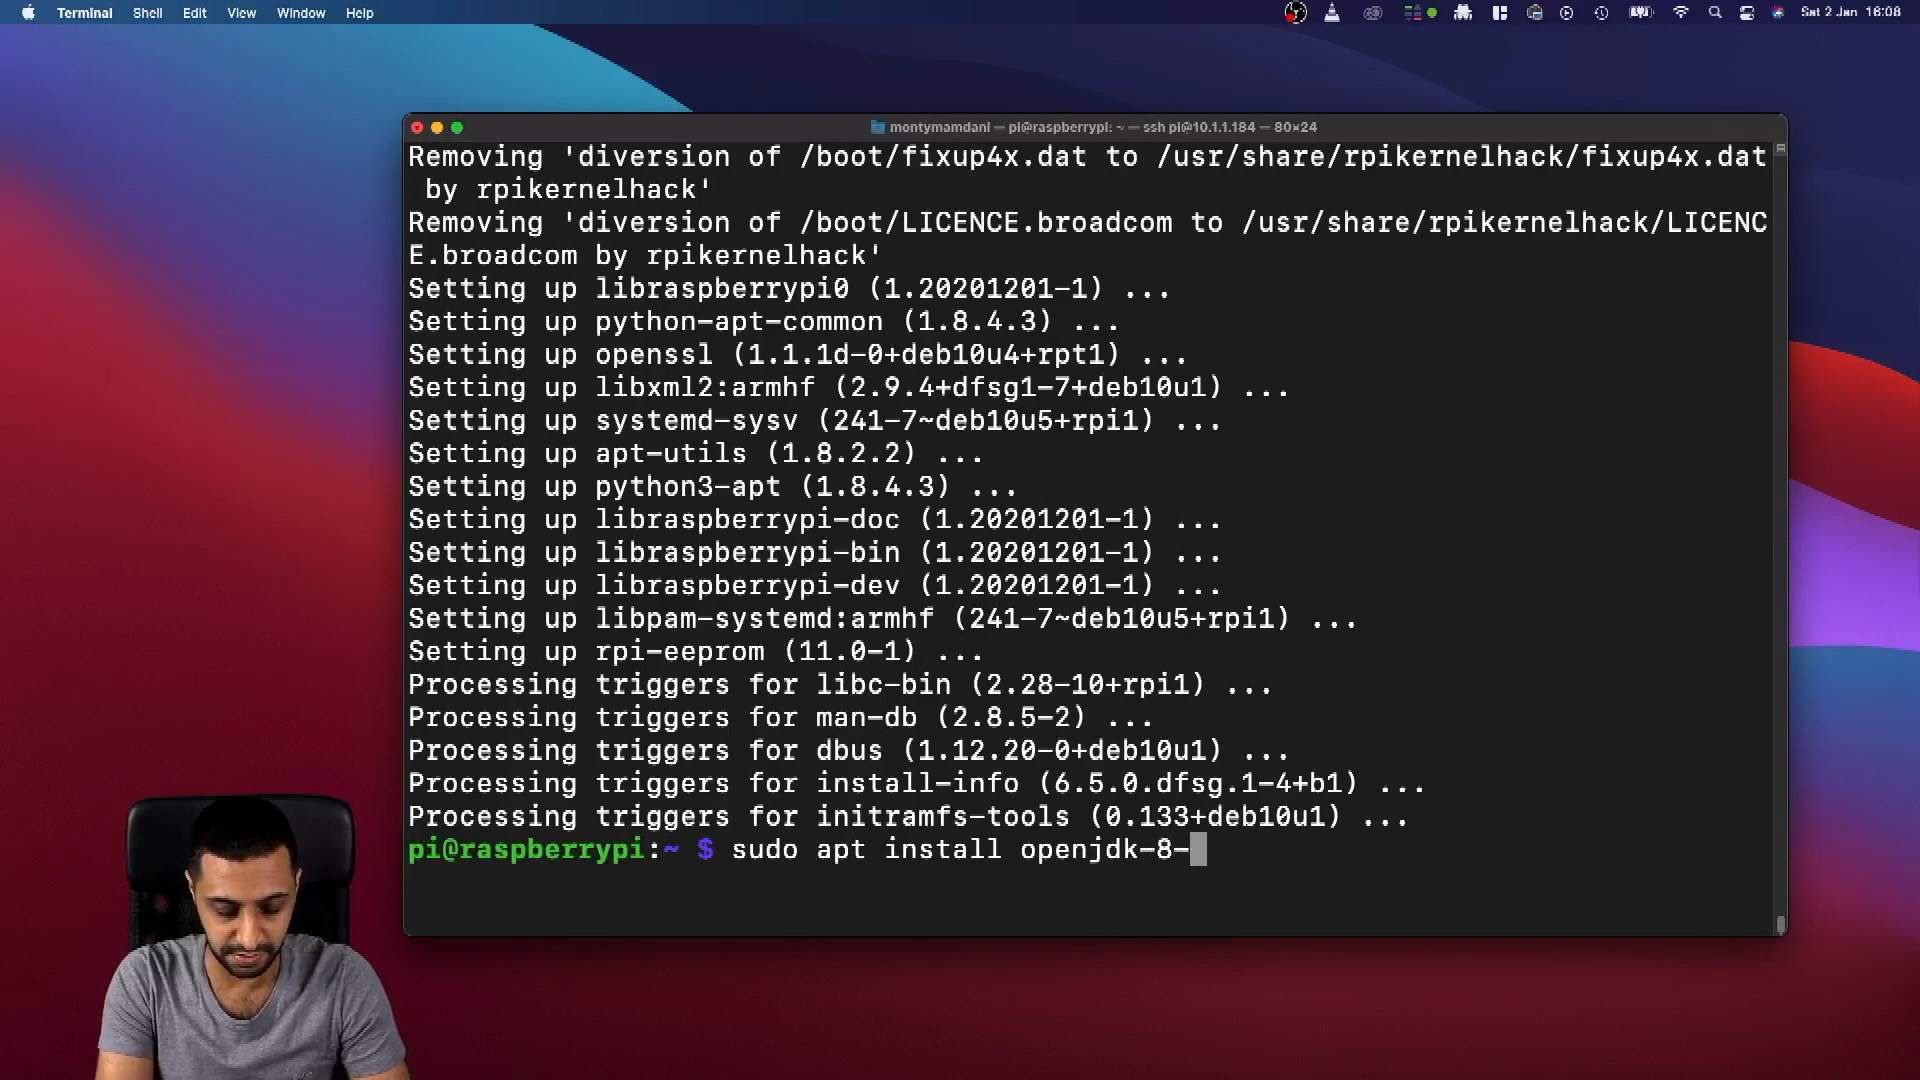 Terminal Shell Edit View Window Help Sat 2 Jan 16:08
montymamdani — pi@raspberrypi: ~ — ssh pi@10.1.1.184 — 80×24
Removing 'diversion of /boot/fixup4x.dat to /usr/share/rpikernelhack/fixup4x.dat
by rpikernelhack'
Removing 'diversion of /boot/LICENCE.broadcom to /usr/share/rpikernelhack/LICENC
E.broadcom by rpikernelhack'
Setting up libraspberrypi0 (1.20201201-1) ...
Setting up python-apt-common (1.8.4.3) ...
Setting up openssl (1.1.1d-0+deb10u4+rpt1) ...
Setting up libxml2:armhf (2.9.4+dfsg1-7+deb10u1) ...
Setting up systemd-sysv (241-7~deb10u5+rpi1) ...
Setting up apt-utils (1.8.2.2) ...
Setting up python3-apt (1.8.4.3) ...
Setting up libraspberrypi-doc (1.20201201-1) ...
Setting up libraspberrypi-bin (1.20201201-1) ...
Setting up libraspberrypi-dev (1.20201201-1) ...
Setting up libpam-systemd:armhf (241-7~deb10u5+rpi1) ...
Setting up rpi-eeprom (11.0-1) ...
Processing triggers for libc-bin (2.28-10+rpi1) ...
Processing triggers for man-db (2.8.5-2) ...
Processing triggers for dbus (1.12.20-0+deb10u1) ...
Processing triggers for install-info (6.5.0.dfsg.1-4+b1) ...
Processing triggers for initramfs-tools (0.133+deb10u1) ...
pi@raspberrypi:~ $ sudo apt install openjdk-8-